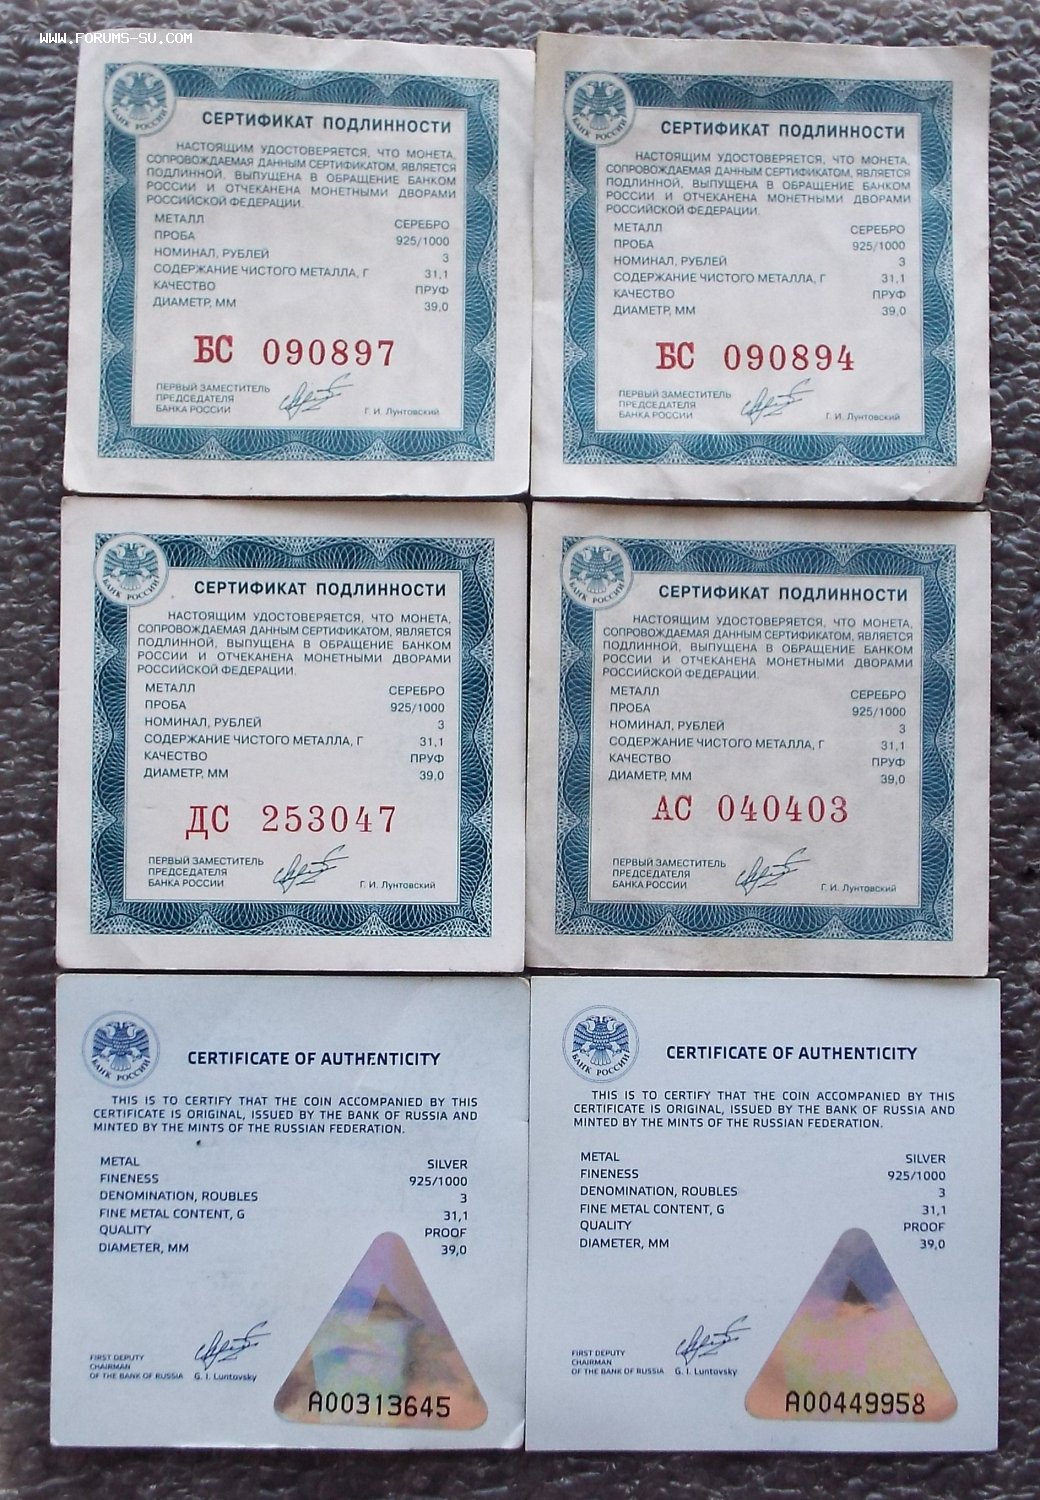 WWW.FORUMS-SU.COM
БАНК РОССИИ
СЕРТИФИКАТ ПОДЛИННОСТИ
НАСТОЯЩИМ УДОСТОВЕРЯЕТСЯ, ЧТО МОНЕТА,
СОПРОВОЖДАЕМАЯ ДАННЫМ СЕРТИФИКАТОМ, ЯВЛЯЕТСЯ
ПОДЛИННОЙ, ВЫПУЩЕНА В ОБРАЩЕНИЕ БАНКОМ
РОССИИ И ОТЧЕКАНЕНА МОНЕТНЫМИ ДВОРАМИ
РОССИЙСКОЙ ФЕДЕРАЦИИ.
МЕТАЛЛ СЕРЕБРО
ПРОБА 925/1000
НОМИНАЛ, РУБЛЕЙ 3
СОДЕРЖАНИЕ ЧИСТОГО МЕТАЛЛА, Г 31,1
КАЧЕСТВО ПРУФ
ДИАМЕТР, ММ 39,0
БС 090897
ПЕРВЫЙ ЗАМЕСТИТЕЛЬ
ПРЕДСЕДАТЕЛЯ
БАНКА РОССИИ Г. И. Лунтовский
БАНК РОССИИ
СЕРТИФИКАТ ПОДЛИННОСТИ
НАСТОЯЩИМ УДОСТОВЕРЯЕТСЯ, ЧТО МОНЕТА,
СОПРОВОЖДАЕМАЯ ДАННЫМ СЕРТИФИКАТОМ, ЯВЛЯЕТСЯ
ПОДЛИННОЙ, ВЫПУЩЕНА В ОБРАЩЕНИЕ БАНКОМ
РОССИИ И ОТЧЕКАНЕНА МОНЕТНЫМИ ДВОРАМИ
РОССИЙСКОЙ ФЕДЕРАЦИИ.
МЕТАЛЛ СЕРЕБРО
ПРОБА 925/1000
НОМИНАЛ, РУБЛЕЙ 3
СОДЕРЖАНИЕ ЧИСТОГО МЕТАЛЛА, Г 31,1
КАЧЕСТВО ПРУФ
ДИАМЕТР, ММ 39,0
БС 090894
ПЕРВЫЙ ЗАМЕСТИТЕЛЬ
ПРЕДСЕДАТЕЛЯ
БАНКА РОССИИ Г. И. Лунтовский
БАНК РОССИИ
СЕРТИФИКАТ ПОДЛИННОСТИ
НАСТОЯЩИМ УДОСТОВЕРЯЕТСЯ, ЧТО МОНЕТА,
СОПРОВОЖДАЕМАЯ ДАННЫМ СЕРТИФИКАТОМ, ЯВЛЯЕТСЯ
ПОДЛИННОЙ, ВЫПУЩЕНА В ОБРАЩЕНИЕ БАНКОМ
РОССИИ И ОТЧЕКАНЕНА МОНЕТНЫМИ ДВОРАМИ
РОССИЙСКОЙ ФЕДЕРАЦИИ.
МЕТАЛЛ СЕРЕБРО
ПРОБА 925/1000
НОМИНАЛ, РУБЛЕЙ 3
СОДЕРЖАНИЕ ЧИСТОГО МЕТАЛЛА, Г 31,1
КАЧЕСТВО ПРУФ
ДИАМЕТР, ММ 39,0
ДС 253047
ПЕРВЫЙ ЗАМЕСТИТЕЛЬ
ПРЕДСЕДАТЕЛЯ
БАНКА РОССИИ Г. И. Лунтовский
БАНК РОССИИ
СЕРТИФИКАТ ПОДЛИННОСТИ
НАСТОЯЩИМ УДОСТОВЕРЯЕТСЯ, ЧТО МОНЕТА,
СОПРОВОЖДАЕМАЯ ДАННЫМ СЕРТИФИКАТОМ, ЯВЛЯЕТСЯ
ПОДЛИННОЙ, ВЫПУЩЕНА В ОБРАЩЕНИЕ БАНКОМ
РОССИИ И ОТЧЕКАНЕНА МОНЕТНЫМИ ДВОРАМИ
РОССИЙСКОЙ ФЕДЕРАЦИИ.
МЕТАЛЛ СЕРЕБРО
ПРОБА 925/1000
НОМИНАЛ, РУБЛЕЙ 3
СОДЕРЖАНИЕ ЧИСТОГО МЕТАЛЛА, Г 31,1
КАЧЕСТВО ПРУФ
ДИАМЕТР, ММ 39,0
АС 040403
ПЕРВЫЙ ЗАМЕСТИТЕЛЬ
ПРЕДСЕДАТЕЛЯ
БАНКА РОССИИ Г. И. Лунтовский
БАНК РОССИИ
CERTIFICATE OF AUTHENTICITY
THIS IS TO CERTIFY THAT THE COIN ACCOMPANIED BY THIS
CERTIFICATE IS ORIGINAL, ISSUED BY THE BANK OF RUSSIA AND
MINTED BY THE MINTS OF THE RUSSIAN FEDERATION.
METAL SILVER
FINENESS 925/1000
DENOMINATION, ROUBLES 3
FINE METAL CONTENT, G 31,1
QUALITY PROOF
DIAMETER, MM 39,0
FIRST DEPUTY
CHAIRMAN
OF THE BANK OF RUSSIA G. I. Luntovsky
A00313645
БАНК РОССИИ
CERTIFICATE OF AUTHENTICITY
THIS IS TO CERTIFY THAT THE COIN ACCOMPANIED BY THIS
CERTIFICATE IS ORIGINAL, ISSUED BY THE BANK OF RUSSIA AND
MINTED BY THE MINTS OF THE RUSSIAN FEDERATION.
METAL SILVER
FINENESS 925/1000
DENOMINATION, ROUBLES 3
FINE METAL CONTENT, G 31,1
QUALITY PROOF
DIAMETER, MM 39,0
FIRST DEPUTY
CHAIRMAN
OF THE BANK OF RUSSIA G. I. Luntovsky
A00449958